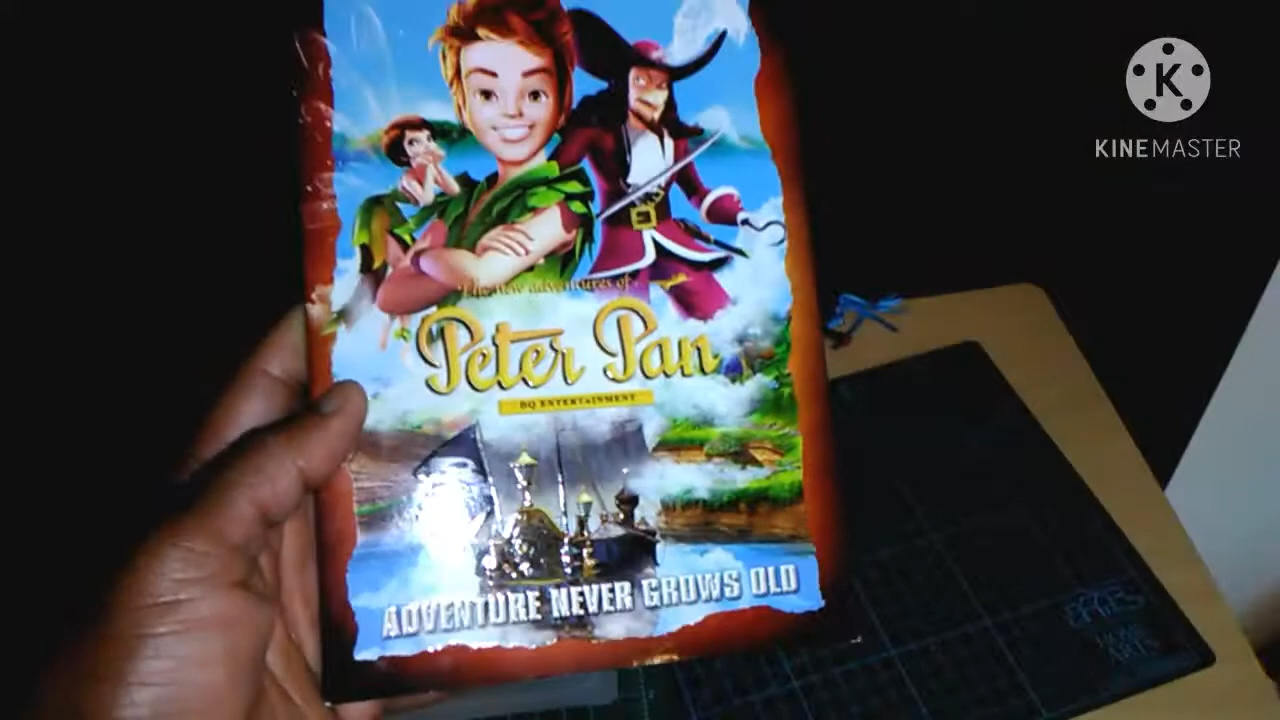 K
KINEMASTER
The new adventures of
Peter Pan
DQ ENTERTAINMENT
ADVENTURE NEVER GROWS OLD